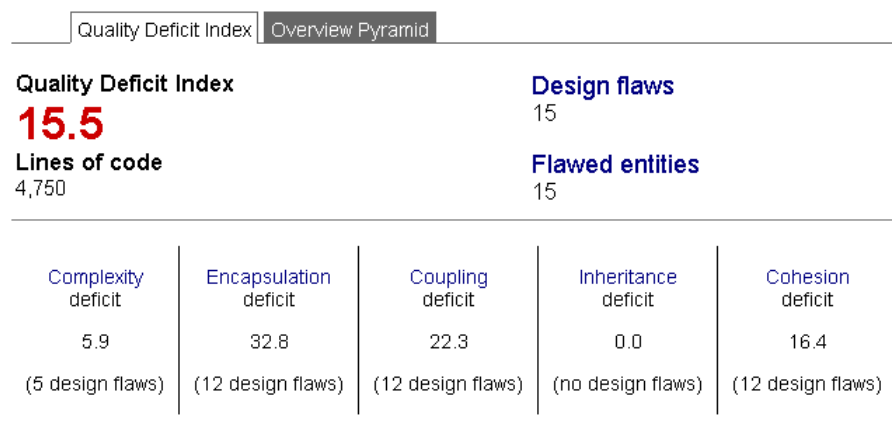 Quality Deficit Index
Overview Pyramid
Quality Deficit Index
15.5
Lines of code
4,750
Design flaws
15
Flawed entities
15
Complexity
deficit
5.9
(5 design flaws)
Encapsulation
deficit
32.8
(12 design flaws)
Coupling
deficit
22.3
(12 design flaws)
Inheritance
deficit
0.0
(no design flaws)
Cohesion
deficit
16.4
(12 design flaws)